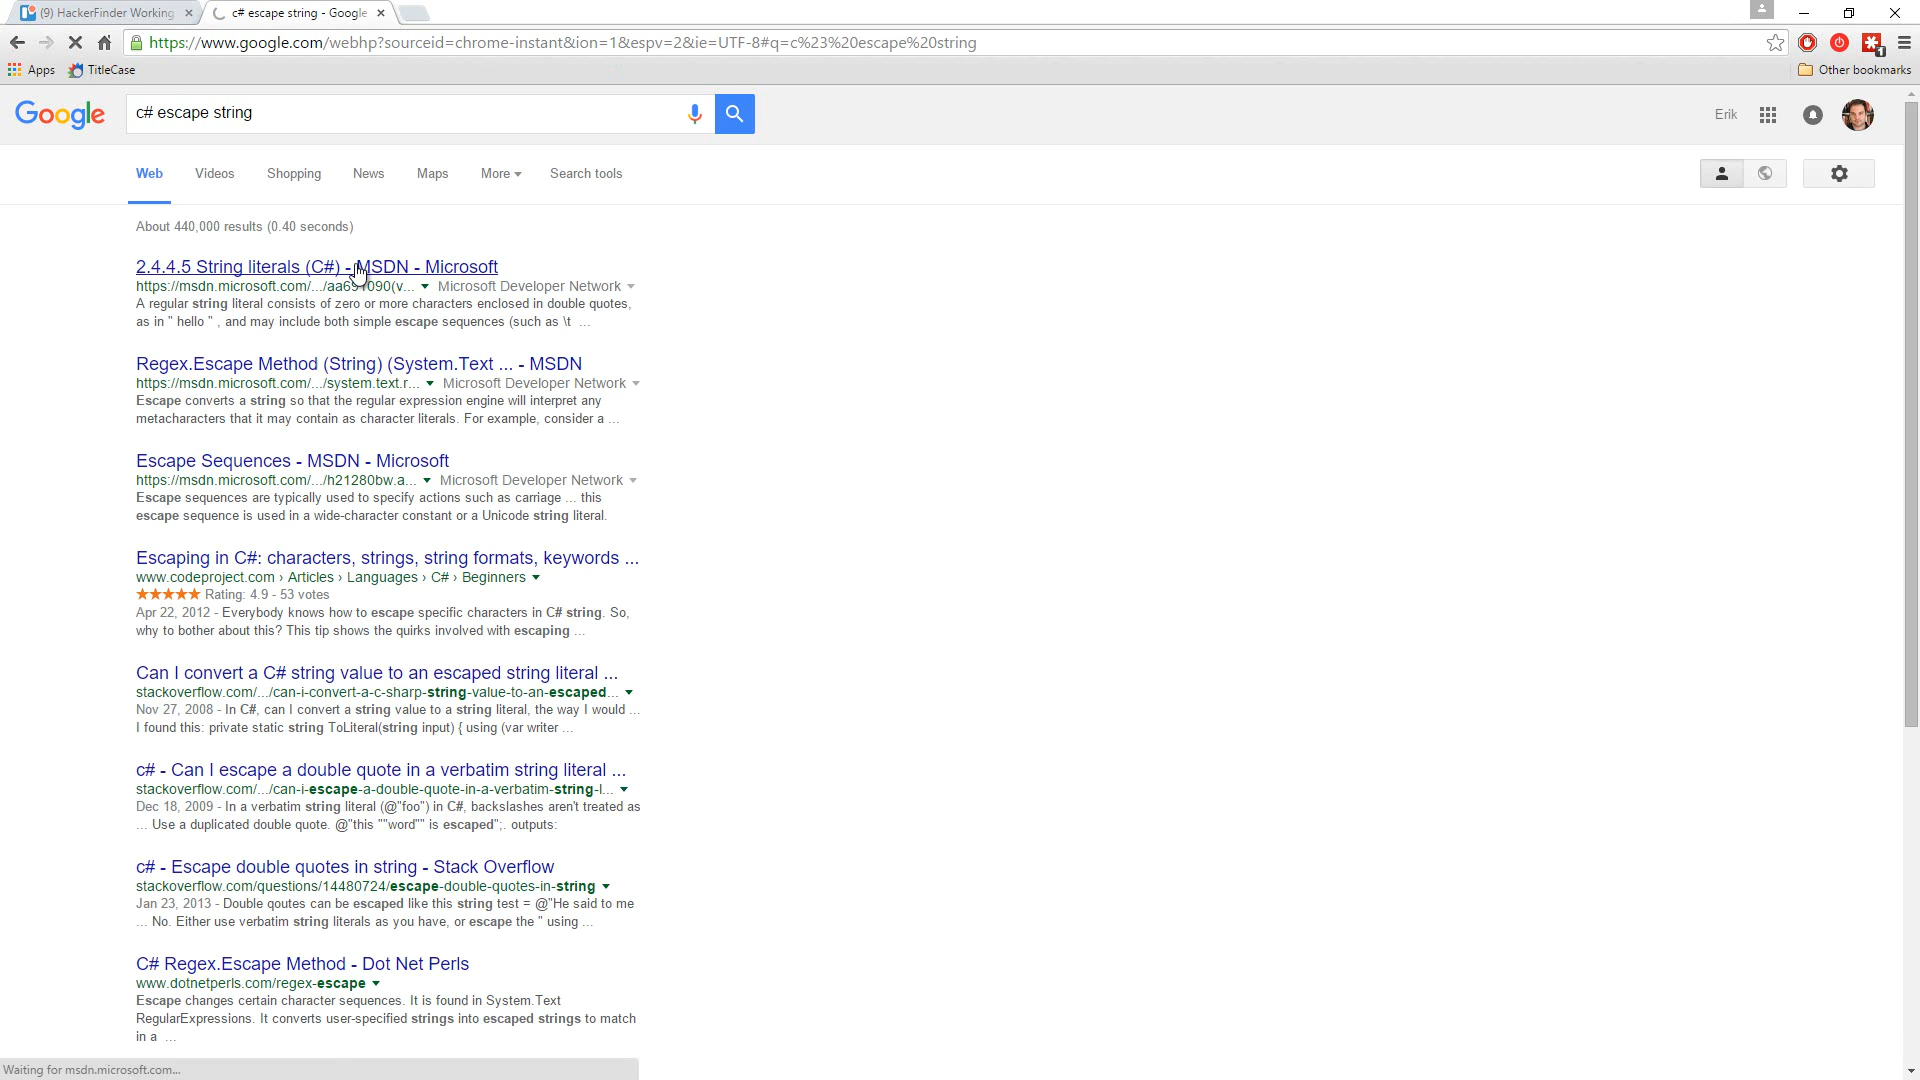 (9) HackerFinder Working
c# escape string - Google
https://www.google.com/webhp?sourceid=chrome-instant&ion=1&espv=2&ie=UTF-8#q=c%23%20escape%20string
1
Apps TitleCase Other bookmarks
Google c# escape string Erik
Web Videos Shopping News Maps More Search tools
About 440,000 results (0.40 seconds)
2.4.4.5 String literals (C#) - MSDN - Microsoft
https://msdn.microsoft.com/.../aa691090(v... Microsoft Developer Network
A regular string literal consists of zero or more characters enclosed in double quotes,
as in " hello " , and may include both simple escape sequences (such as \t ...
Regex.Escape Method (String) (System.Text ... - MSDN
https://msdn.microsoft.com/.../system.text.r... Microsoft Developer Network
Escape converts a string so that the regular expression engine will interpret any
metacharacters that it may contain as character literals. For example, consider a ...
Escape Sequences - MSDN - Microsoft
https://msdn.microsoft.com/.../h21280bw.a... Microsoft Developer Network
Escape sequences are typically used to specify actions such as carriage ... this
escape sequence is used in a wide-character constant or a Unicode string literal.
Escaping in C#: characters, strings, string formats, keywords ...
www.codeproject.com › Articles › Languages › C# › Beginners
Rating: 4.9 - 53 votes
Apr 22, 2012 - Everybody knows how to escape specific characters in C# string. So,
why to bother about this? This tip shows the quirks involved with escaping ...
Can I convert a C# string value to an escaped string literal ...
stackoverflow.com/.../can-i-convert-a-c-sharp-string-value-to-an-escaped...
Nov 27, 2008 - In C#, can I convert a string value to a string literal, the way I would ...
I found this: private static string ToLiteral(string input) { using (var writer ...
c# - Can I escape a double quote in a verbatim string literal ...
stackoverflow.com/.../can-i-escape-a-double-quote-in-a-verbatim-string-l...
Dec 18, 2009 - In a verbatim string literal (@"foo") in C#, backslashes aren't treated as
... Use a duplicated double quote. @"this ""word"" is escaped";. outputs:
c# - Escape double quotes in string - Stack Overflow
stackoverflow.com/questions/14480724/escape-double-quotes-in-string
Jan 23, 2013 - Double qoutes can be escaped like this string test = @"He said to me
... No. Either use verbatim string literals as you have, or escape the " using ...
C# Regex.Escape Method - Dot Net Perls
www.dotnetperls.com/regex-escape
Escape changes certain character sequences. It is found in System.Text
RegularExpressions. It converts user-specified strings into escaped strings to match
in a ...
Waiting for msdn.microsoft.com...